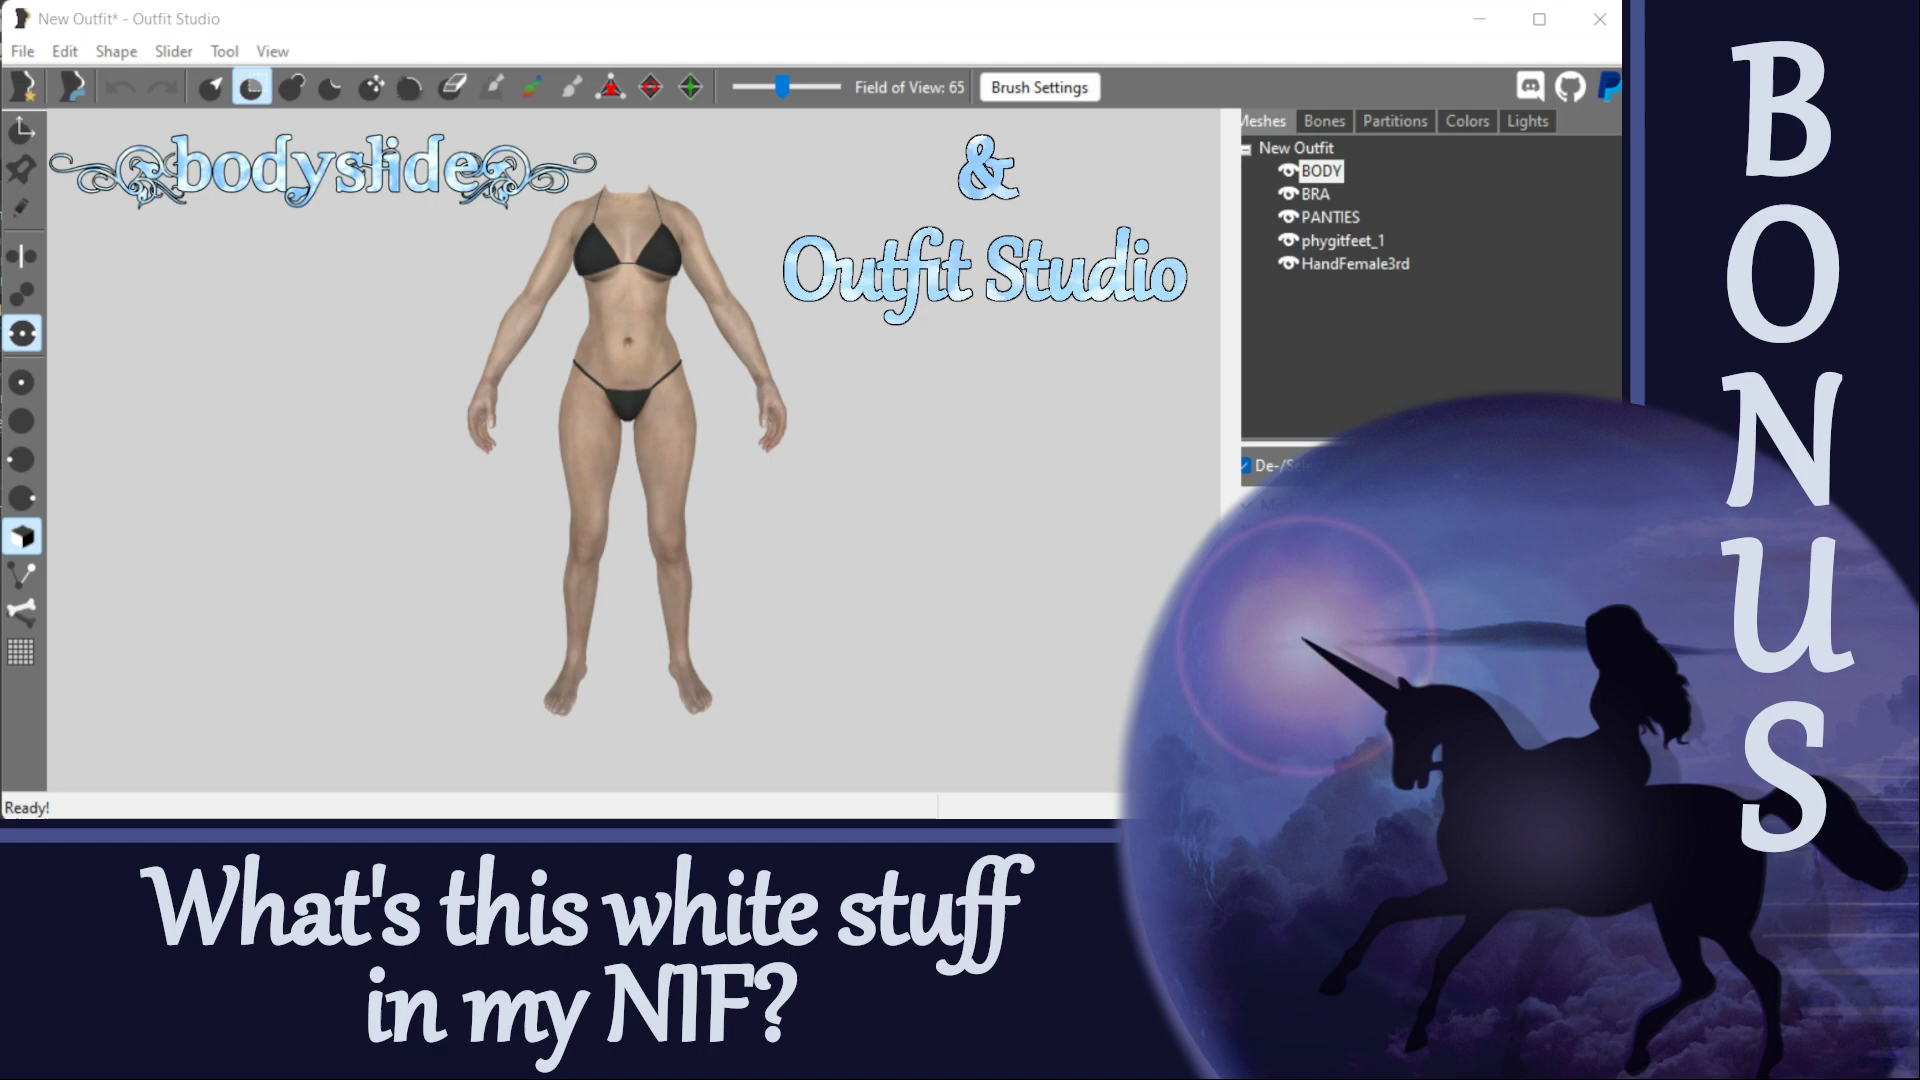 New Outfit* - Outfit Studio
File Edit Shape Slider Tool View
Field of View: 65 Brush Settings
Meshes Bones Partitions Colors Lights
New Outfit
BODY
BRA
PANTIES
phygitfeet_1
HandFemale3rd
bodyslide
&
Outfit Studio
De-/Sel
Ready!
What's this white stuff
in my NIF?
BONUS